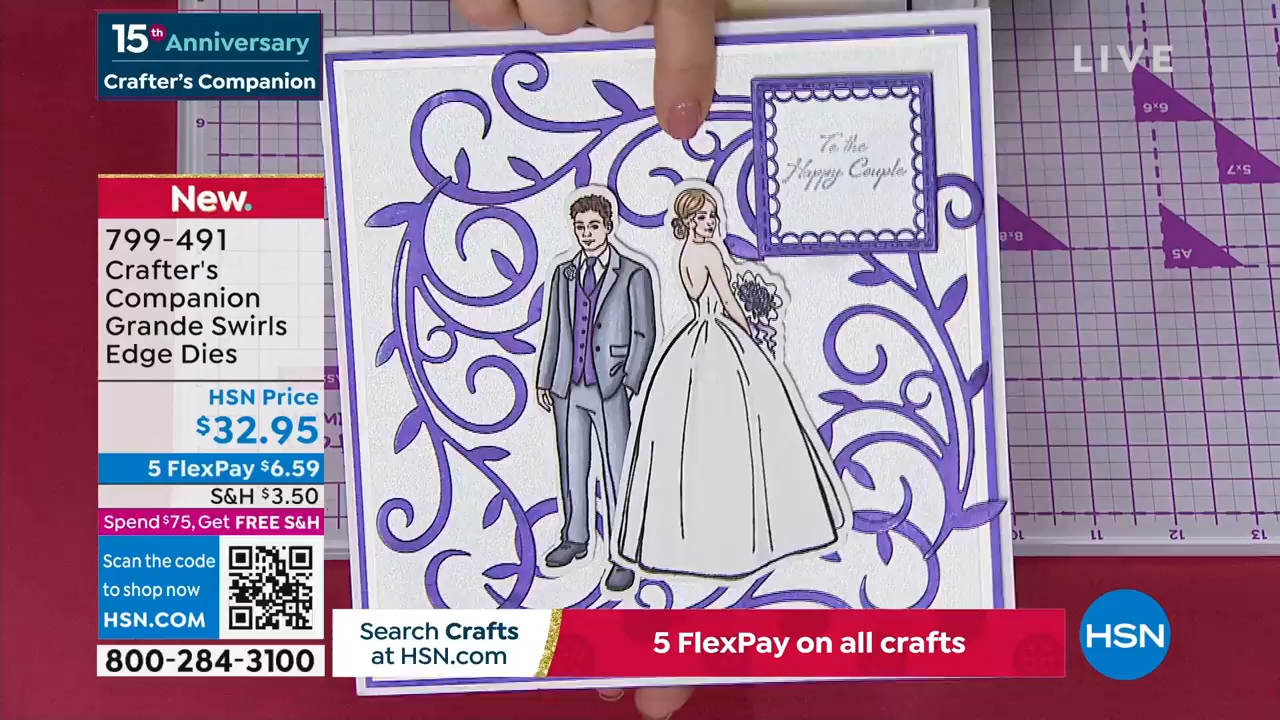 15th Anniversary
Crafter's Companion
LIVE
New.
799-491
Crafter's
Companion
Grande Swirls
Edge Dies
HSN Price
$32.95
5 FlexPay $6.59
S&H $3.50
Spend $75, Get FREE S&H
Scan the code
to shop now
HSN.COM
800-284-3100
To the
Happy Couple
9
6x6
5x7
8x8
A5
10
11
12
13
Search Crafts
at HSN.com
5 FlexPay on all crafts
HSN